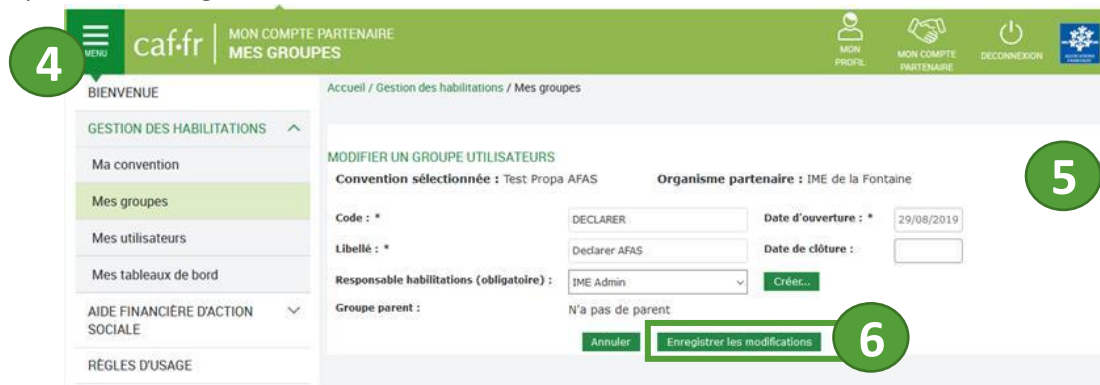 4
MENU
caf.fr
MON COMPTE PARTENAIRE
MES GROUPES
MON PROFIL
MON COMPTE PARTENAIRE
DECONNEXION
BIENVENUE
GESTION DES HABILITATIONS
Ma convention
Mes groupes
Mes utilisateurs
Mes tableaux de bord
AIDE FINANCIÈRE D'ACTION
SOCIALE
RÈGLES D'USAGE
Accueil / Gestion des habilitations / Mes groupes
5
MODIFIER UN GROUPE UTILISATEURS
Convention sélectionnée : Test Propa AFAS Organisme partenaire : IME de la Fontaine
Code : * DECLARER Date d'ouverture : * 29/08/2019
Libellé : * Declarer AFAS Date de clôture :
Responsable habilitations (obligatoire) : IME Admin Créer...
Groupe parent : N'a pas de parent
Annuler Enregistrer les modifications
6